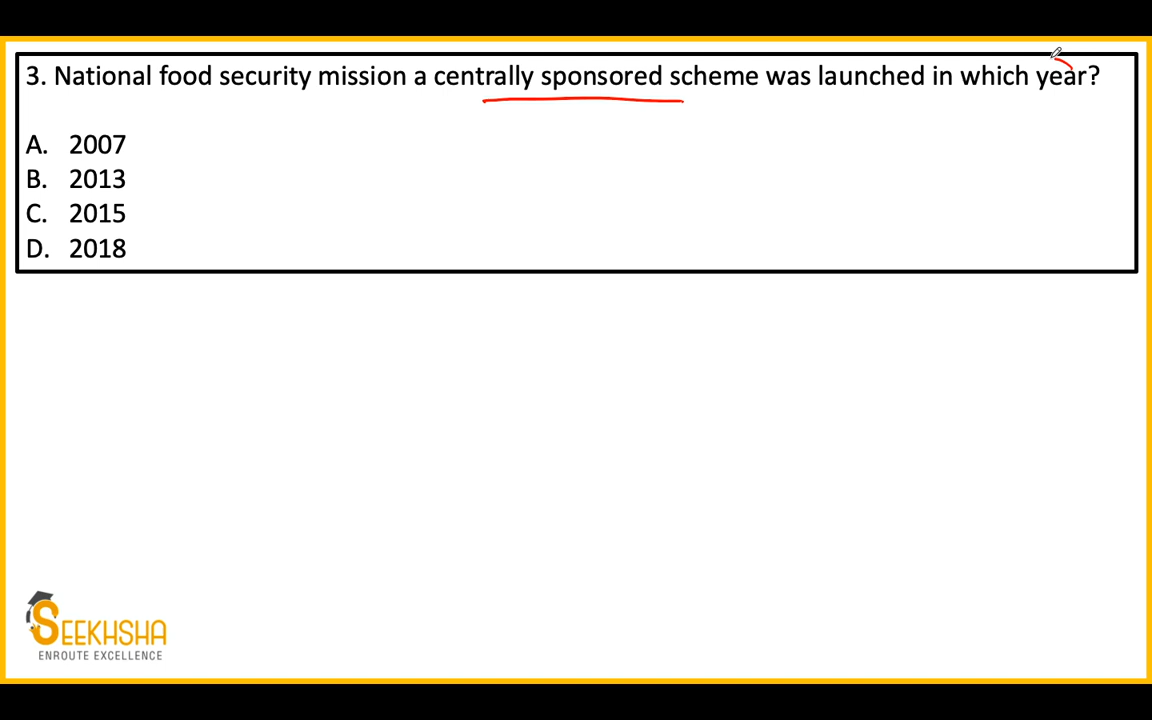 3. National food security mission a centrally sponsored scheme was launched in which year?
A. 2007
B. 2013
C. 2015
D. 2018
SEEKHSHA
ENROUTE EXCELLENCE